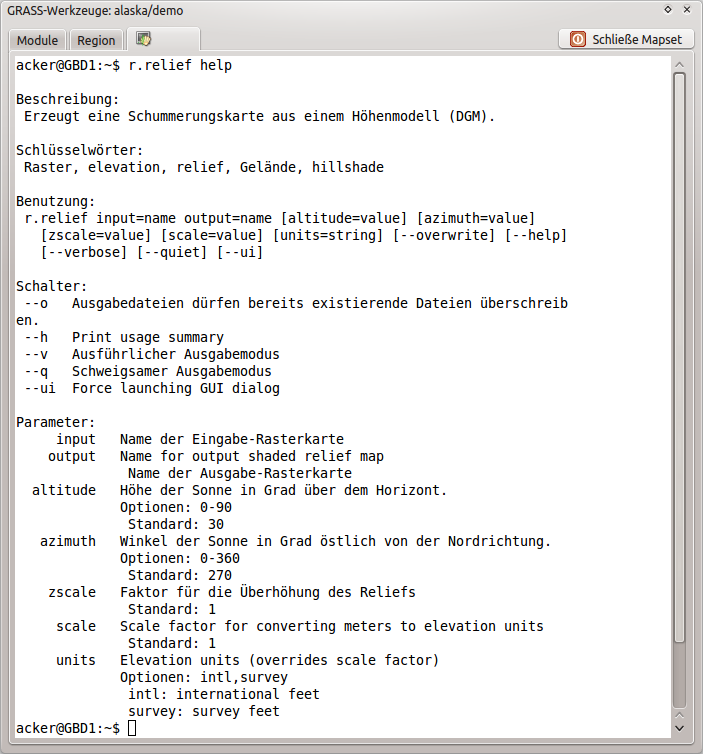 GRASS-Werkzeuge: alaska/demo
Module Region Schließe Mapset
acker@GBD1:~$ r.relief help
Beschreibung:
Erzeugt eine Schummerungskarte aus einem Höhenmodell (DGM).
Schlüsselwörter:
Raster, elevation, relief, Gelände, hillshade
Benutzung:
r.relief input=name output=name [altitude=value] [azimuth=value]
[zscale=value] [scale=value] [units=string] [--overwrite] [--help]
[--verbose] [--quiet] [--ui]
Schalter:
--o Ausgabedateien dürfen bereits existierende Dateien überschreib
en.
--h Print usage summary
--v Ausführlicher Ausgabemodus
--q Schweigsamer Ausgabemodus
--ui Force launching GUI dialog
Parameter:
input Name der Eingabe-Rasterkarte
output Name for output shaded relief map
Name der Ausgabe-Rasterkarte
altitude Höhe der Sonne in Grad über dem Horizont.
Optionen: 0-90
Standard: 30
azimuth Winkel der Sonne in Grad östlich von der Nordrichtung.
Optionen: 0-360
Standard: 270
zscale Faktor für die Überhöhung des Reliefs
Standard: 1
scale Scale factor for converting meters to elevation units
Standard: 1
units Elevation units (overrides scale factor)
Optionen: intl,survey
intl: international feet
survey: survey feet
acker@GBD1:~$